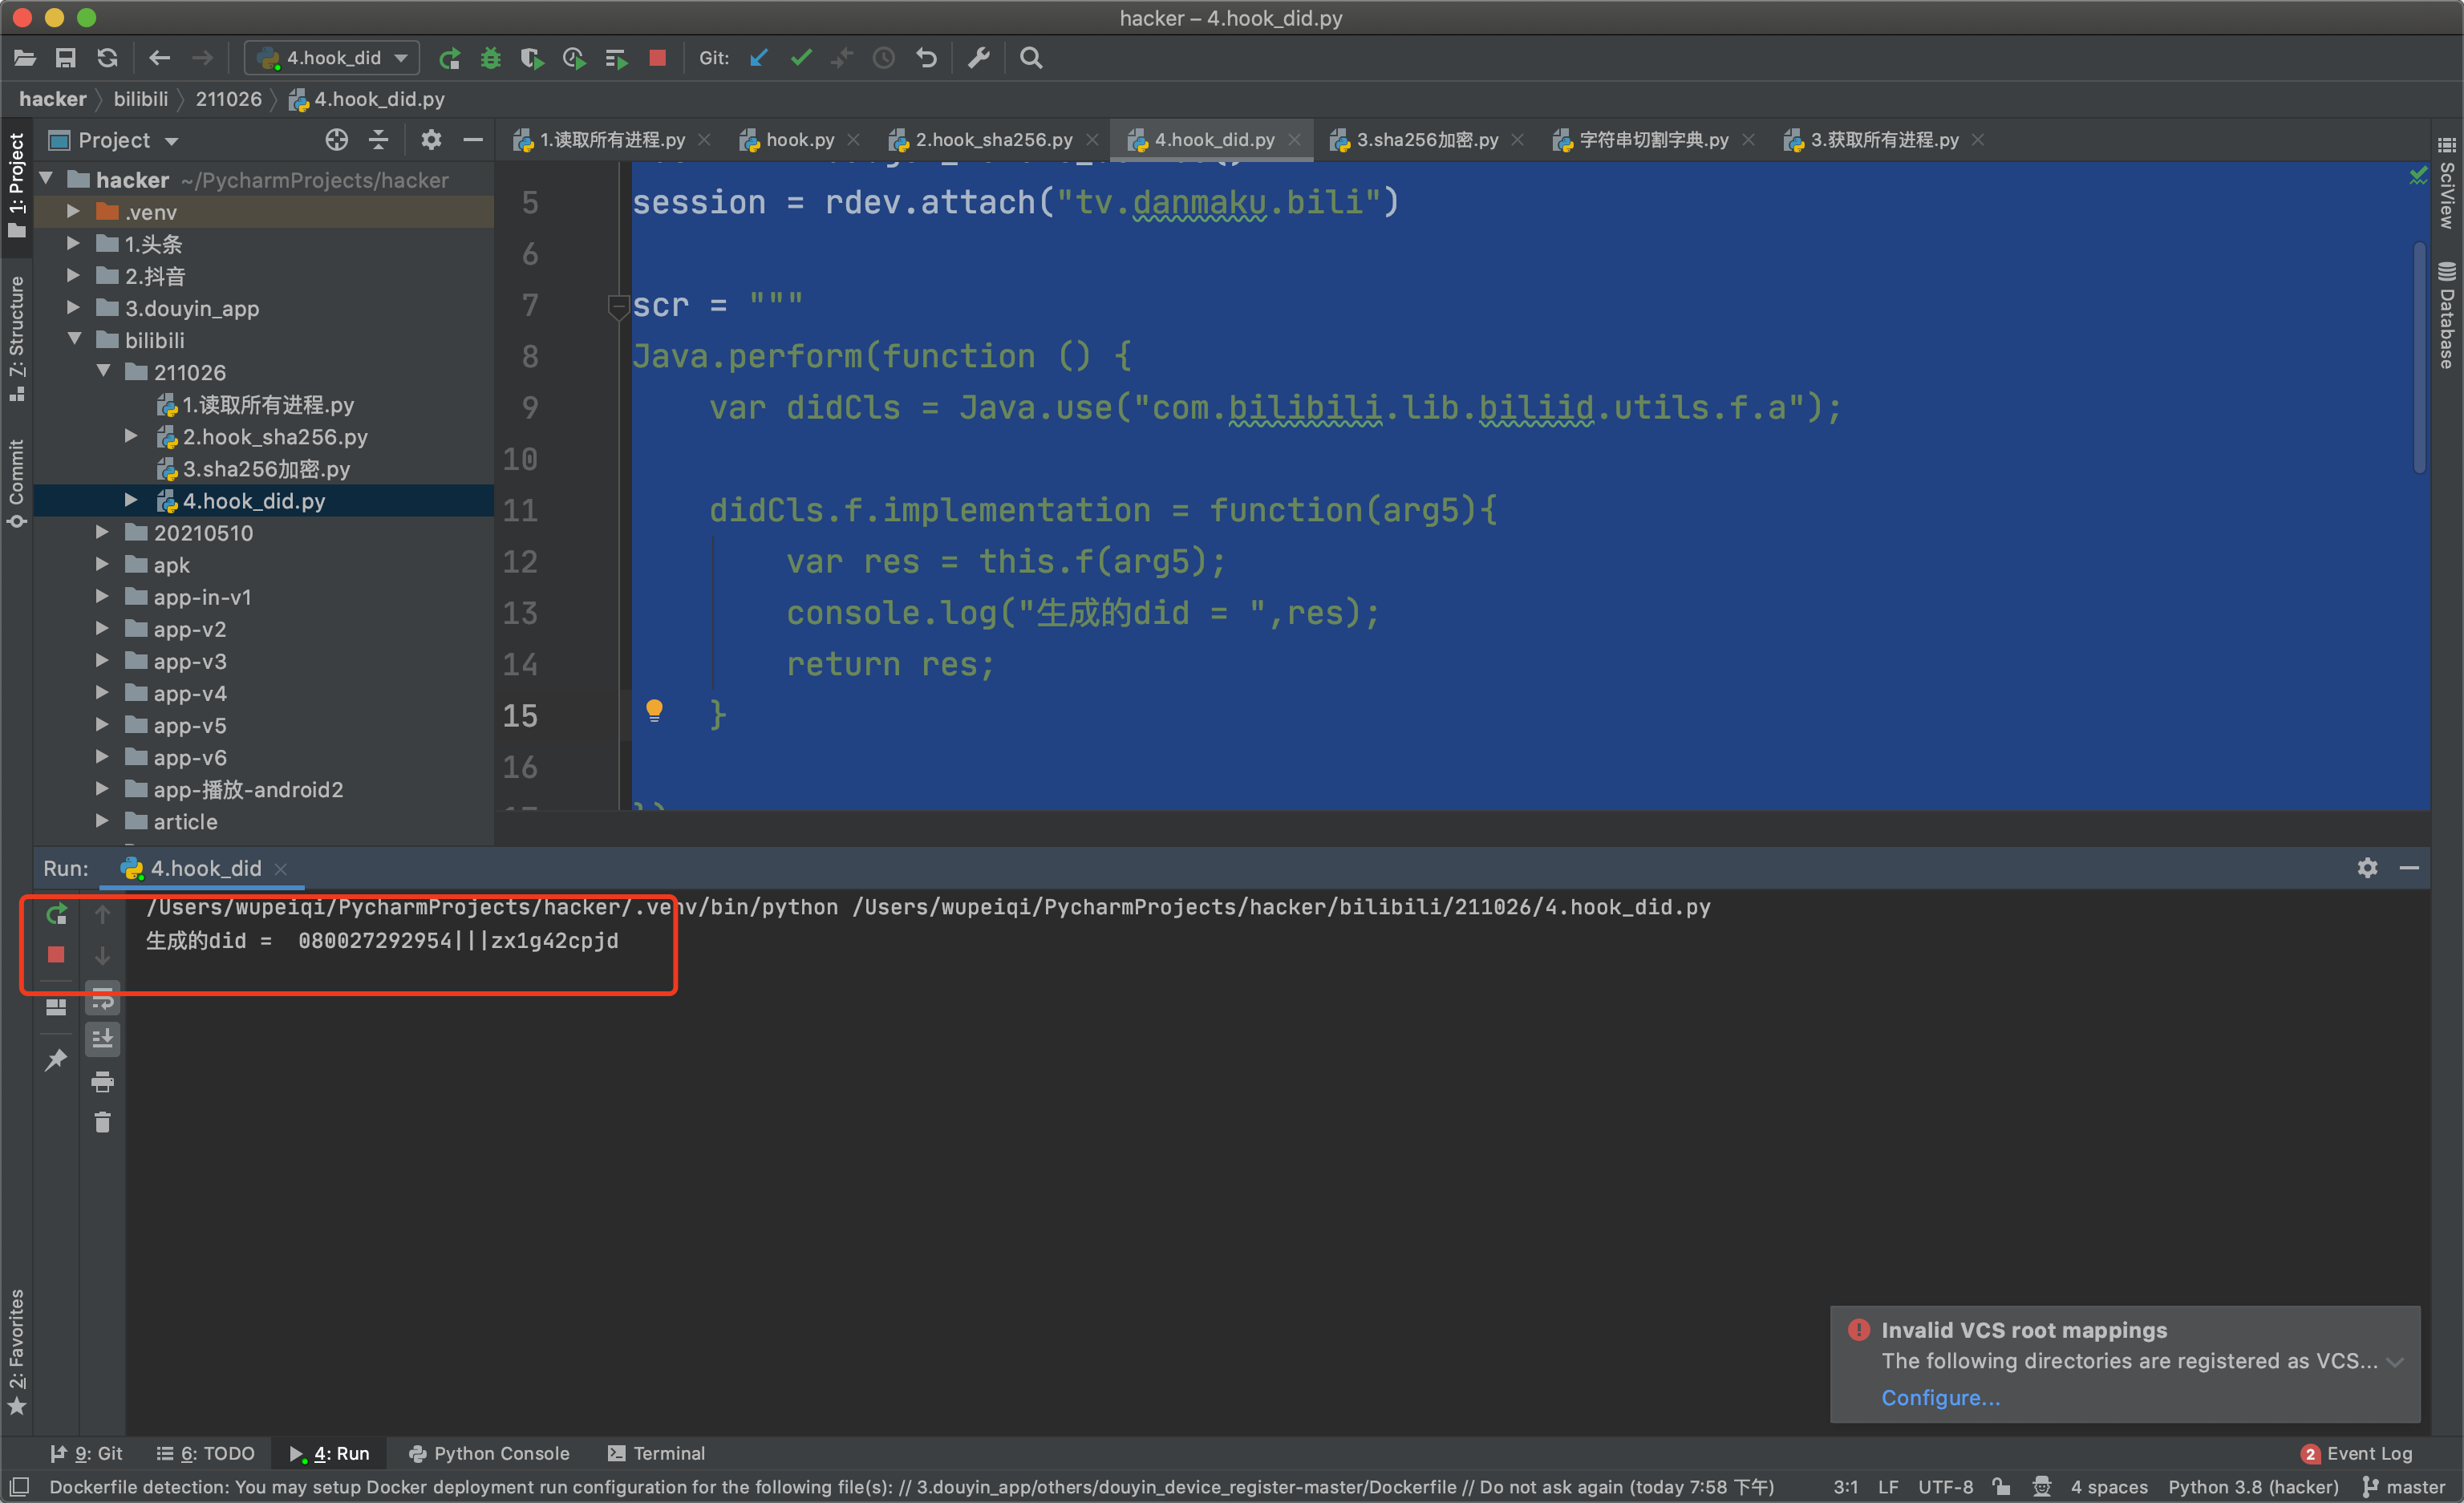 hacker – 4.hook_did.py
4.hook_did
Git:
hacker
bilibili
211026
4.hook_did.py
Project
1.读取所有进程.py
hook.py
2.hook_sha256.py
4.hook_did.py
3.sha256加密.py
字符串切割字典.py
3.获取所有进程.py
1: Project
7: Structure
Commit
2: Favorites
SciView
Database
hacker ~/PycharmProjects/hacker
.venv
1.头条
2.抖音
3.douyin_app
bilibili
211026
1.读取所有进程.py
2.hook_sha256.py
3.sha256加密.py
4.hook_did.py
20210510
apk
app-in-v1
app-v2
app-v3
app-v4
app-v5
app-v6
app-播放-android2
article
5 session = rdev.attach("tv.danmaku.bili")
6
7 scr = """
8 Java.perform(function () {
9 var didCls = Java.use("com.bilibili.lib.biliid.utils.f.a");
10
11 didCls.f.implementation = function(arg5){
12 var res = this.f(arg5);
13 console.log("生成的did = ",res);
14 return res;
15 }
16
Run: 4.hook_did
/Users/wupeiqi/PycharmProjects/hacker/.venv/bin/python /Users/wupeiqi/PycharmProjects/hacker/bilibili/211026/4.hook_did.py
生成的did =  080027292954|||zx1g42cpjd
Invalid VCS root mappings
The following directories are registered as VCS...
Configure...
9: Git
6: TODO
4: Run
Python Console
Terminal
2 Event Log
Dockerfile detection: You may setup Docker deployment run configuration for the following file(s): // 3.douyin_app/others/douyin_device_register-master/Dockerfile // Do not ask again (today 7:58 下午)
3:1
LF
UTF-8
4 spaces
Python 3.8 (hacker)
master